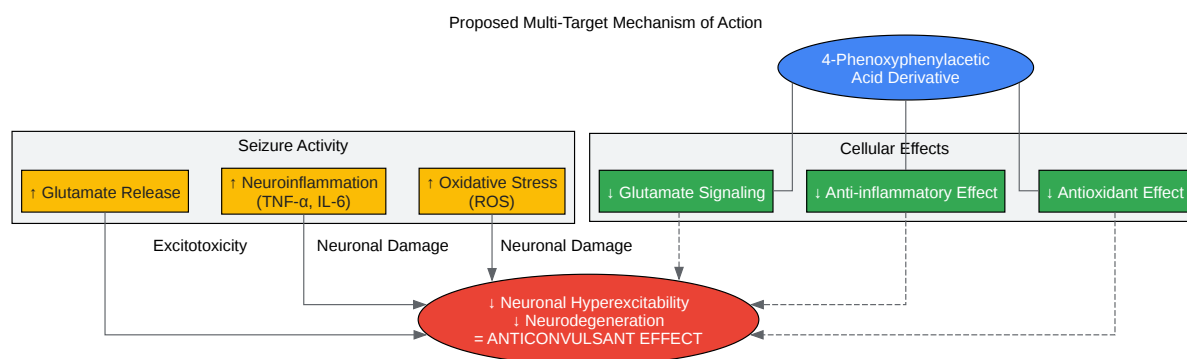 Proposed Multi-Target Mechanism of Action
4-Phenoxyphenylacetic
Acid Derivative
Seizure Activity
↑ Glutamate Release
↑ Neuroinflammation
(TNF-α, IL-6)
↑ Oxidative Stress
(ROS)
Cellular Effects
↓ Glutamate Signaling
↓ Anti-inflammatory Effect
↓ Antioxidant Effect
Excitotoxicity
Neuronal Damage
Neuronal Damage
↓ Neuronal Hyperexcitability
↓ Neurodegeneration
= ANTICONVULSANT EFFECT